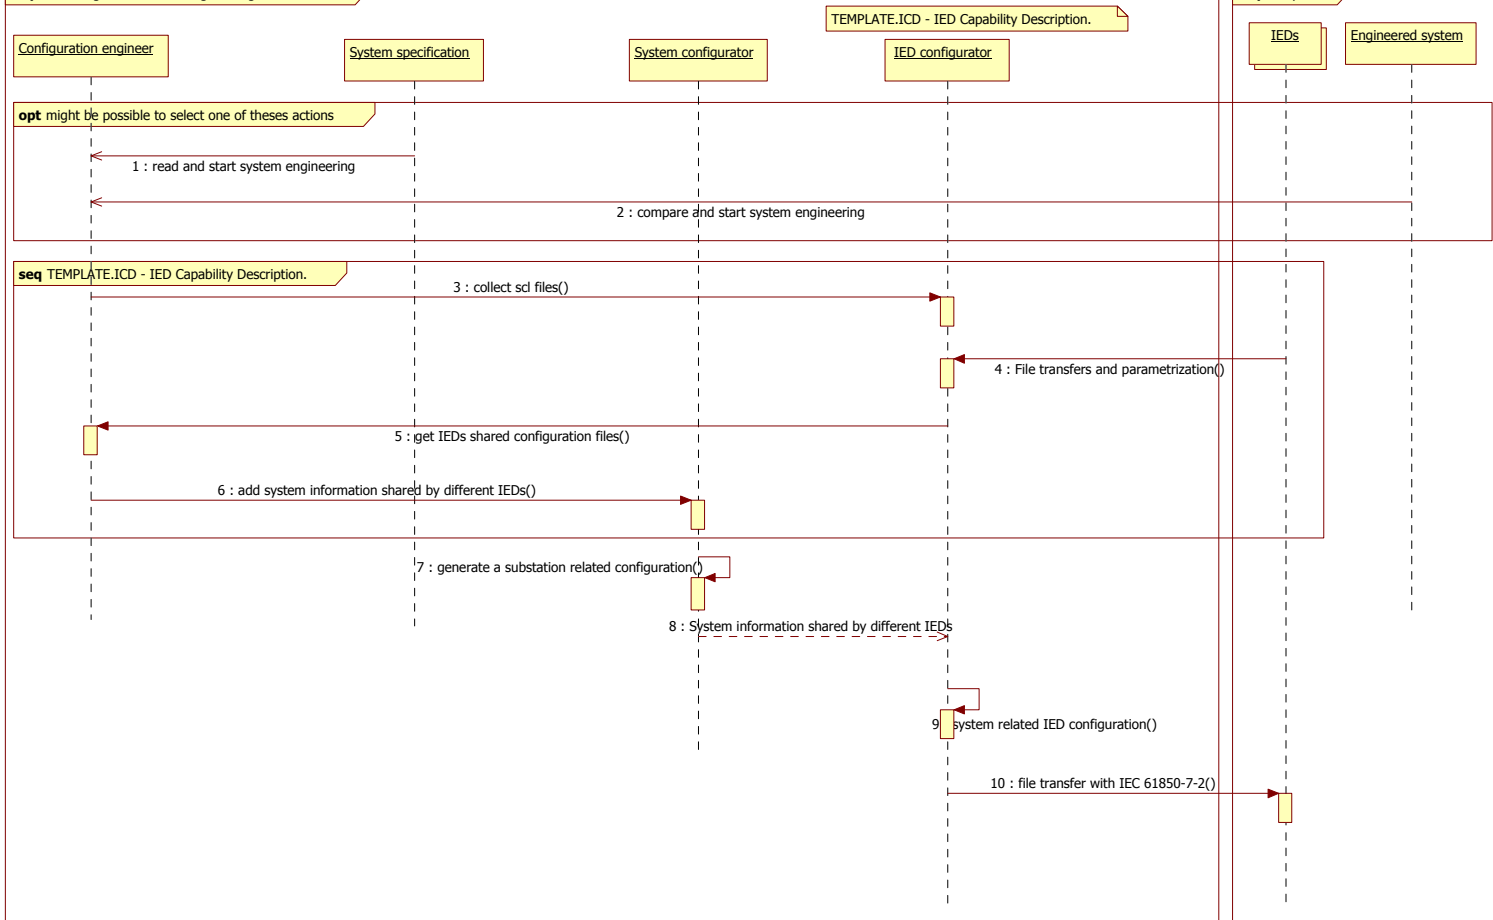 TEMPLATE.ICD - IED Capability Description.
Configuration engineer
System specification
System configurator
IED configurator
IEDs
Engineered system
opt might be possible to select one of theses actions
1 : read and start system engineering
2 : compare and start system engineering
seq TEMPLATE.ICD - IED Capability Description.
3 : collect scl files()
4 : File transfers and parametrization()
5 : get IEDs shared configuration files()
6 : add system information shared by different IEDs()
7 : generate a substation related configuration()
8 : System information shared by different IEDs
9 system related IED configuration()
10 : file transfer with IEC 61850-7-2()